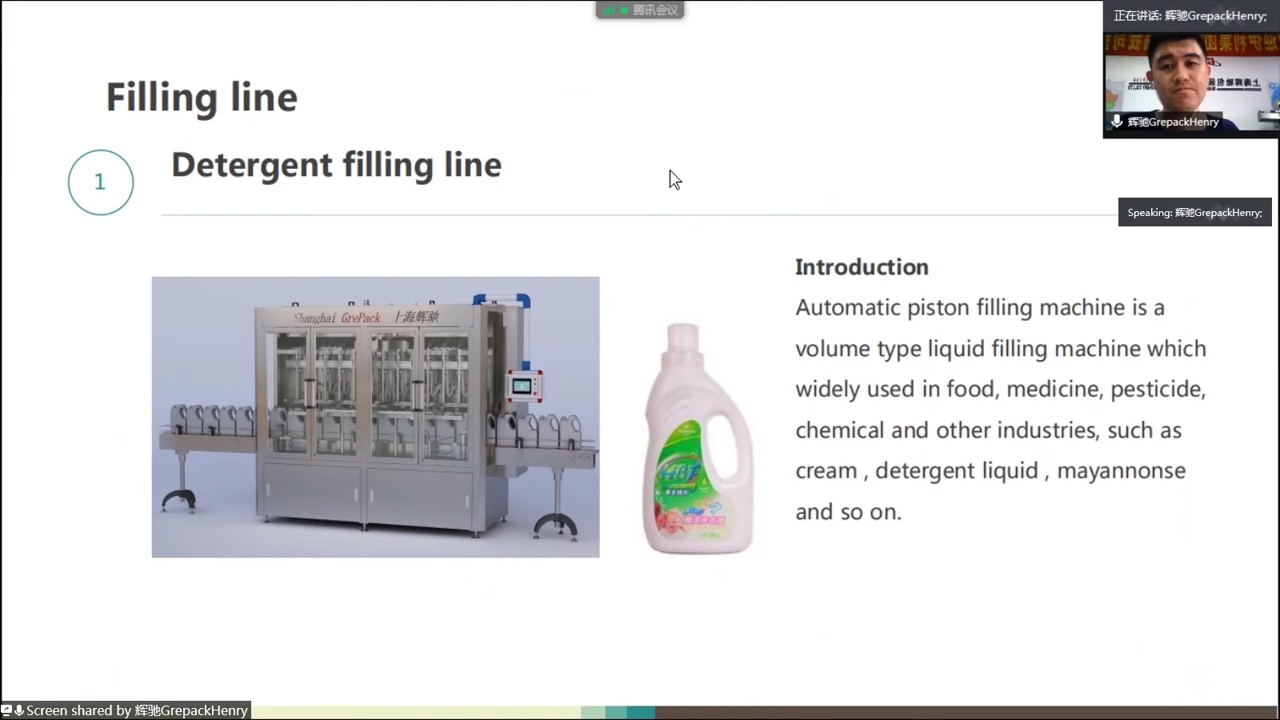 腾讯会议
正在讲话: 辉驰GrepackHenry;
辉驰GrepackHenry
Speaking: 辉驰GrepackHenry;
Filling line
1
Detergent filling line
Introduction
Automatic piston filling machine is a
volume type liquid filling machine which
widely used in food, medicine, pesticide,
chemical and other industries, such as
cream , detergent liquid , mayannonse
and so on.
Shanghai GrePack 上海辉驰
Screen shared by 辉驰GrepackHenry